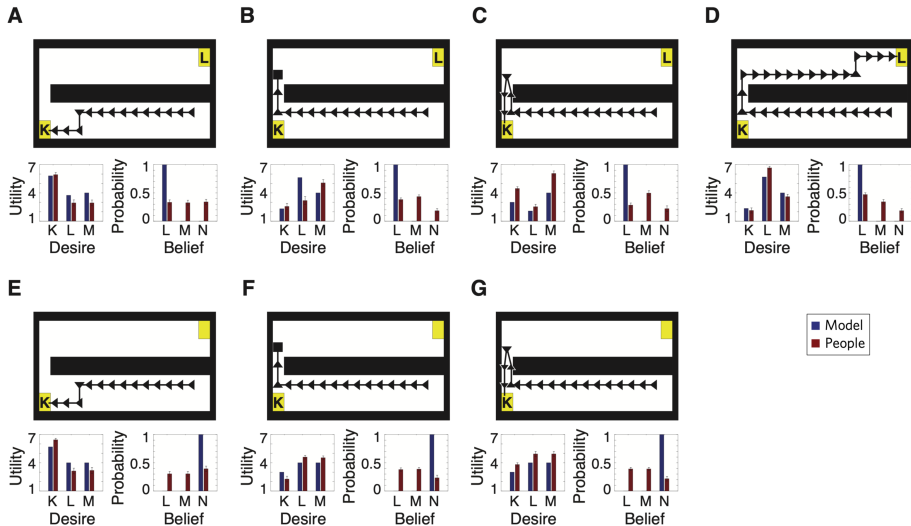 A
B
C
D
L
K
L
K
L
K
L
K
Utility
7
4
1
K L M
Desire
Probability
1
0.5
0
L M N
Belief
Utility
7
4
1
K L M
Desire
Probability
1
0.5
0
L M N
Belief
Utility
7
4
1
K L M
Desire
Probability
1
0.5
0
L M N
Belief
Utility
7
4
1
K L M
Desire
Probability
1
0.5
0
L M N
Belief
E
F
G
K
K
K
Model
People
Utility
7
4
1
K L M
Desire
Probability
1
0.5
0
L M N
Belief
Utility
7
4
1
K L M
Desire
Probability
1
0.5
0
L M N
Belief
Utility
7
4
1
K L M
Desire
Probability
1
0.5
0
L M N
Belief